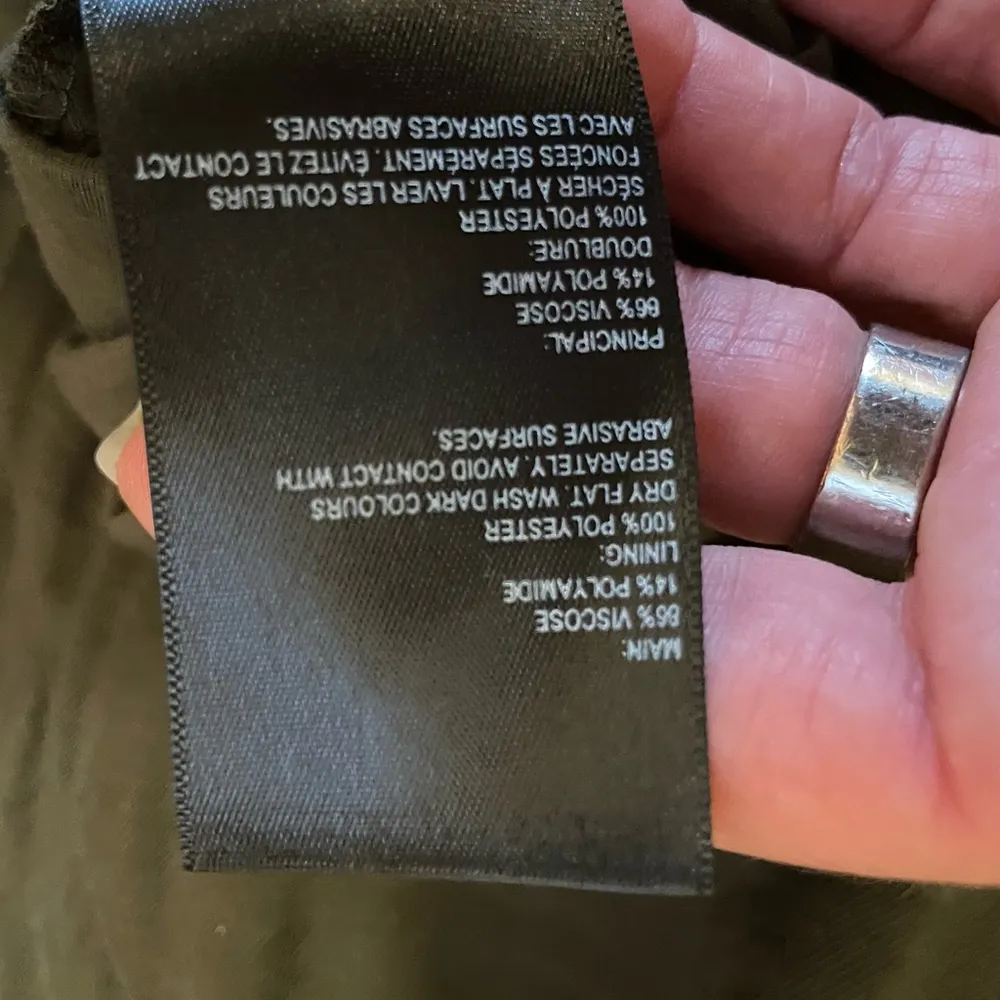 MAIN:
86% VISCOSE
14% POLYAMIDE
LINING:
100% POLYESTER
DRY FLAT. WASH DARK COLOURS
SEPARATELY. AVOID CONTACT WITH
ABRASIVE SURFACES.
PRINCIPAL:
86% VISCOSE
14% POLYAMIDE
DOUBLURE:
100% POLYESTER
SÉCHER À PLAT. LAVER LES COULEURS
FONCÉES SÉPARÉMENT. ÉVITEZ LE CONTACT
AVEC LES SURFACES ABRASIVES.